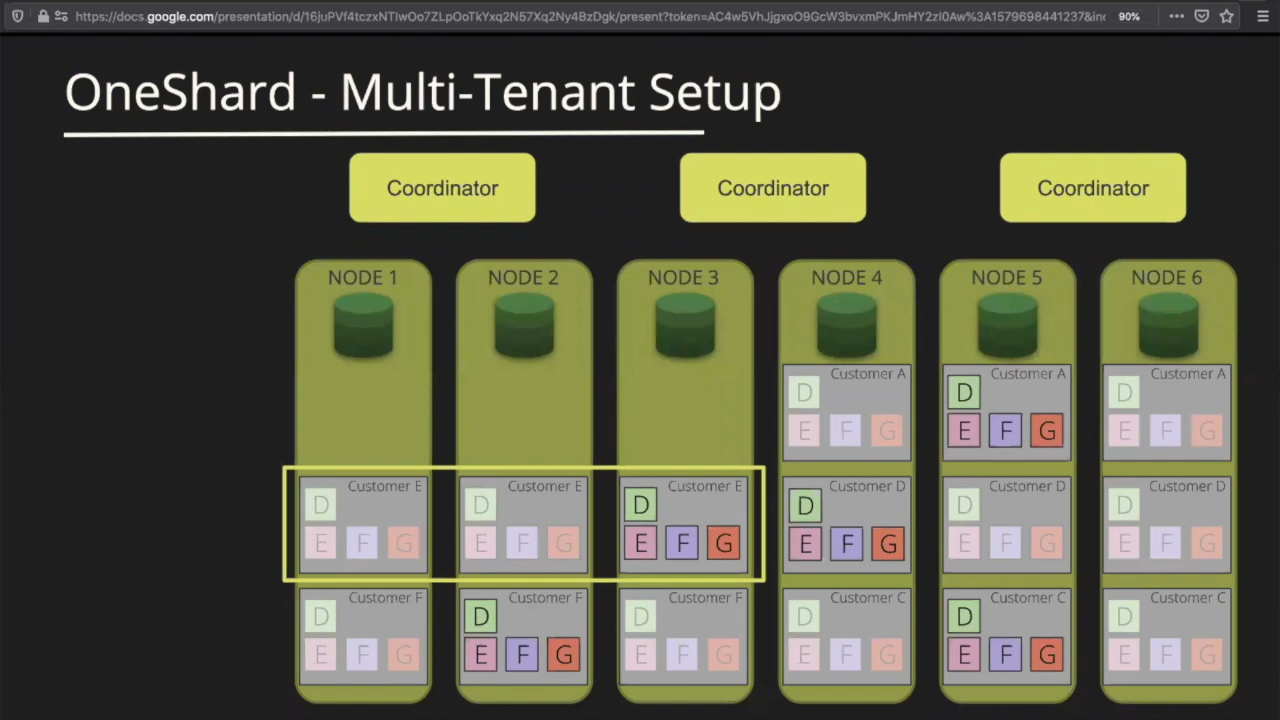 https://docs.google.com/presentation/d/16juPVf4tczxNTIwOo7ZLpOoTkYxq2N57Xq2Ny4BzDgk/present?token=AC4w5VhJjgxoO9GcW3bvxmPKJmHY2zI0Aw%3A1579698441237&inc 90%
OneShard - Multi-Tenant Setup
Coordinator Coordinator Coordinator
NODE 1 NODE 2 NODE 3 NODE 4 NODE 5 NODE 6
Customer A Customer A Customer A
D D D
E F G E F G E F G
Customer E Customer E Customer E Customer D Customer D Customer D
D D D D D D
E F G E F G E F G E F G E F G E F G
Customer F Customer F Customer F Customer C Customer C Customer C
D D D D D D
E F G E F G E F G E F G E F G E F G